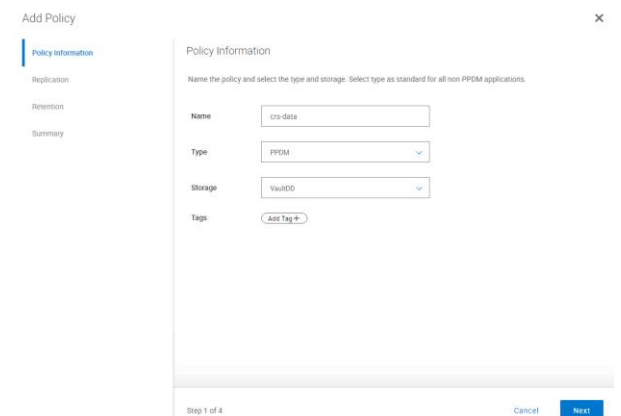 Add Policy
Policy Information
Replication
Retention
Summary
Policy Information
Name the policy and select the type and storage. Select type as standard for all non PPDM applications.
Name
crs-data
Type
PPDM
Storage
VaultDD
Tags
Add Tag +
Step 1 of 4
Cancel
Next